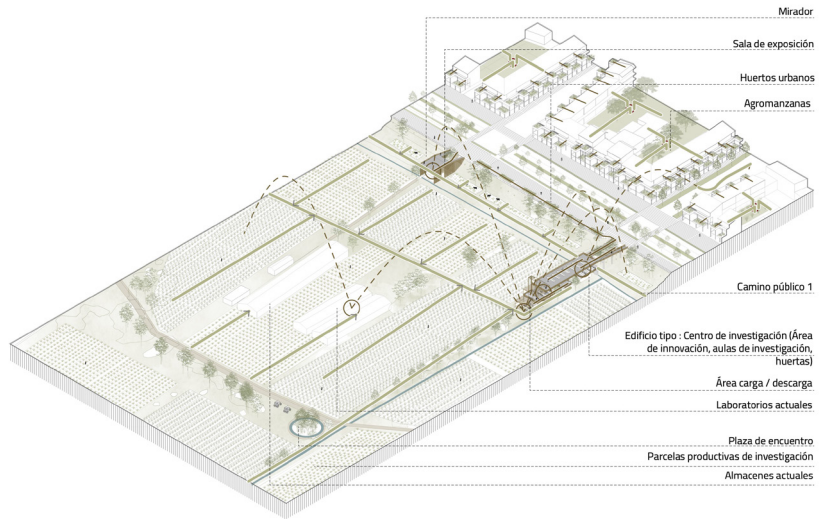 Mirador
Sala de exposición
Huertos urbanos
Agromanzanas
Camino público 1
Edificio tipo : Centro de investigación (Área
de innovación, aulas de investigación,
huertas)
Área carga / descarga
Laboratorios actuales
Plaza de encuentro
Parcelas productivas de investigación
Almacenes actuales